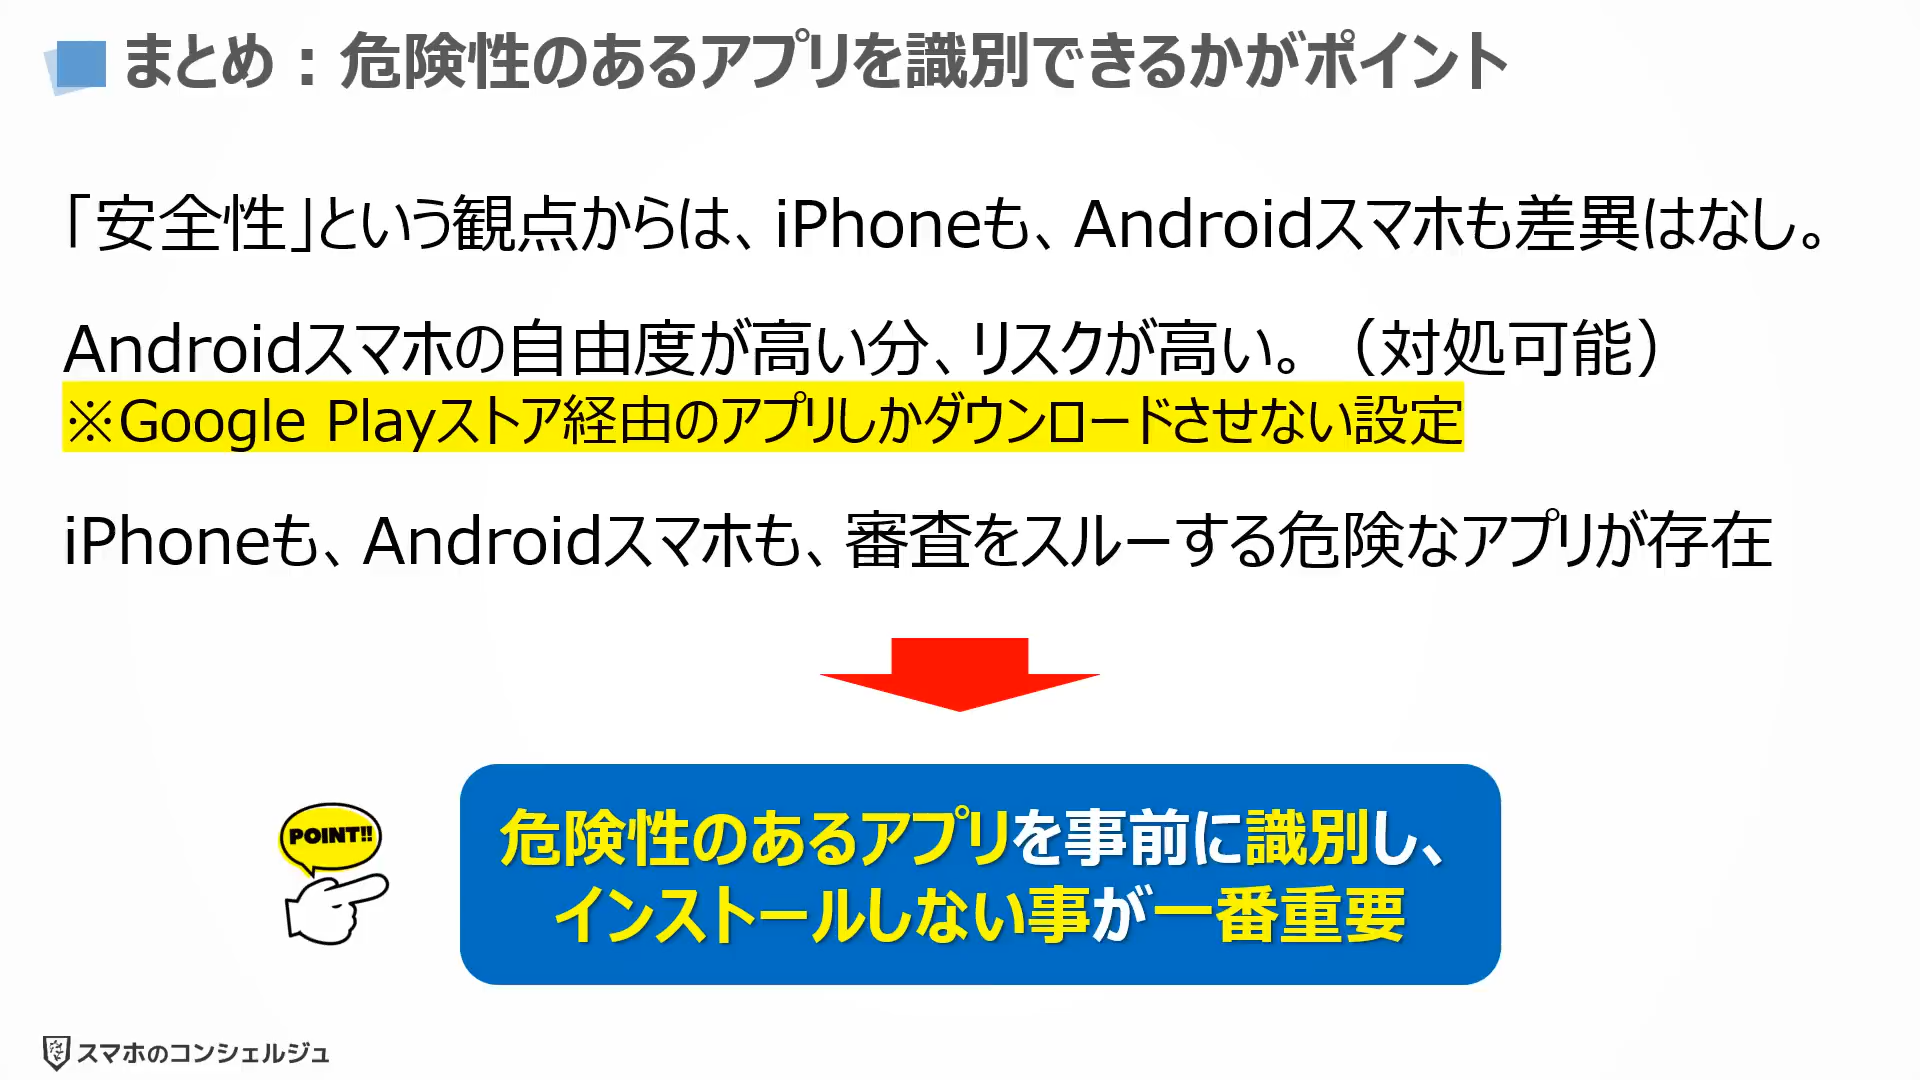 まとめ：危険性のあるアプリを識別できるかがポイント
「安全性」という観点からは、iPhoneも、Androidスマホも差異はなし。
Androidスマホの自由度が高い分、リスクが高い。（対処可能）
※Google Playストア経由のアプリしかダウンロードさせない設定
iPhoneも、Androidスマホも、審査をスルーする危険なアプリが存在
POINT!!
危険性のあるアプリを事前に識別し、
インストールしない事が一番重要
スマホのコンシェルジュ